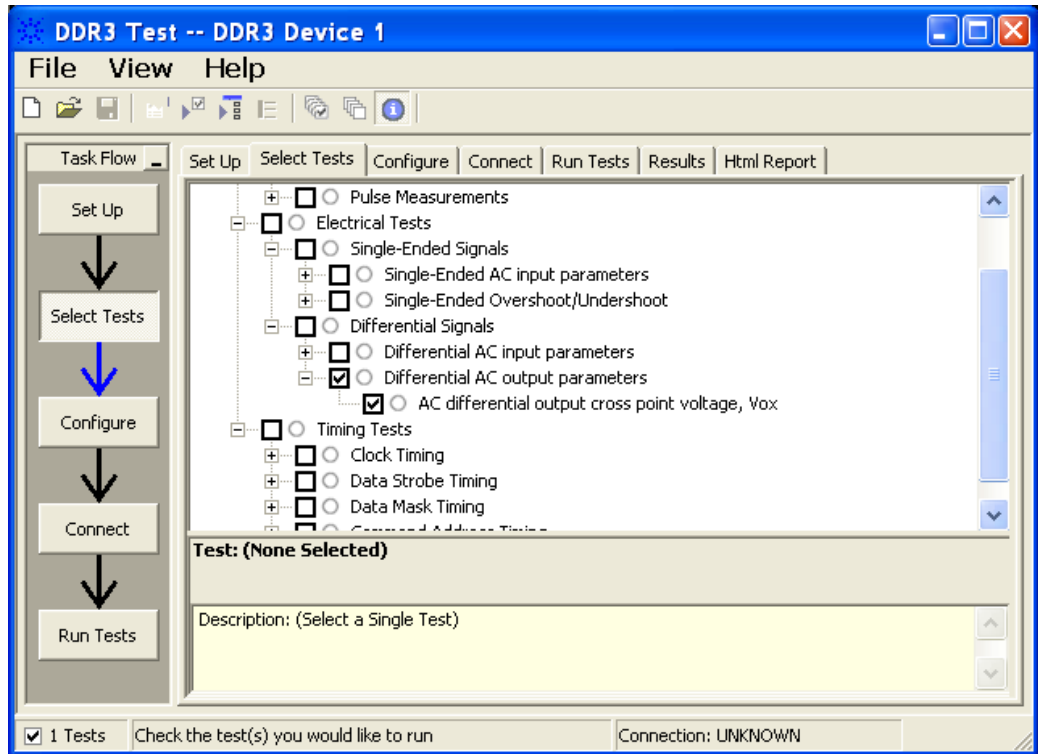 DDR3 Test -- DDR3 Device 1
File View Help
Task Flow
Set Up
Select Tests
Configure
Connect
Run Tests
Set Up Select Tests Configure Connect Run Tests Results Html Report
Pulse Measurements
Electrical Tests
Single-Ended Signals
Single-Ended AC input parameters
Single-Ended Overshoot/Undershoot
Differential Signals
Differential AC input parameters
Differential AC output parameters
AC differential output cross point voltage, Vox
Timing Tests
Clock Timing
Data Strobe Timing
Data Mask Timing
Command Address Timing
Test: (None Selected)
Description: (Select a Single Test)
1 Tests Check the test(s) you would like to run Connection: UNKNOWN